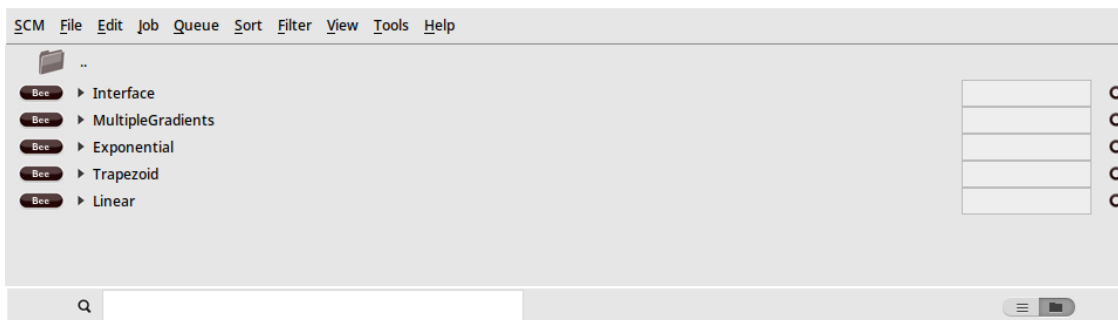 SCM File Edit Job Queue Sort Filter View Tools Help
..
Bee Interface
Bee MultipleGradients
Bee Exponential
Bee Trapezoid
Bee Linear